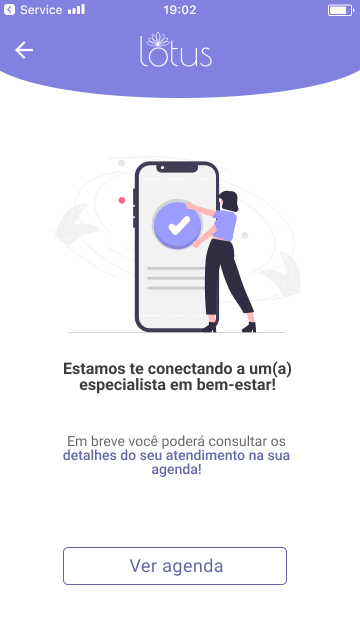 Service
19:02
lótus
Estamos te conectando a um(a)
especialista em bem-estar!
Em breve você poderá consultar os
detalhes do seu atendimento na sua
agenda!
Ver agenda